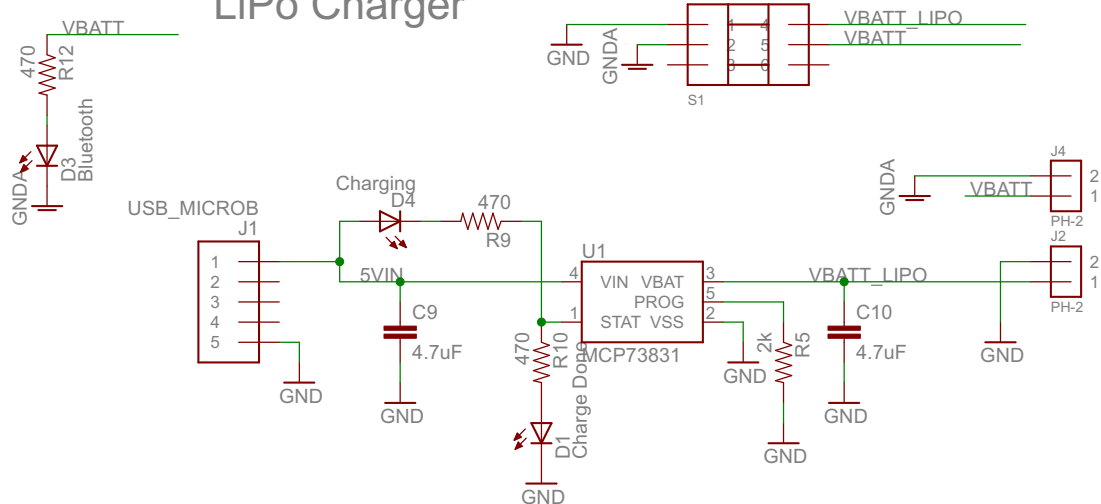 LiPo Charger
VBATT
470
R12
D3
Bluetooth
GNDA
1 4
2 5
3 6
S1
GND
GNDA
VBATT_LIPO
VBATT
J4
GNDA
VBATT
2
1
PH-2
USB_MICROB
J1
1
2
3
4
5
GND
Charging
D4
470
R9
5VIN
C9
4.7uF
GND
U1
4 VIN VBAT 3
PROG 5
1 STAT VSS 2
MCP73831
470
R10
D1
Charge Done
GND
GND
2k
R5
GND
VBATT_LIPO
C10
4.7uF
GND
J2
2
1
PH-2
GND